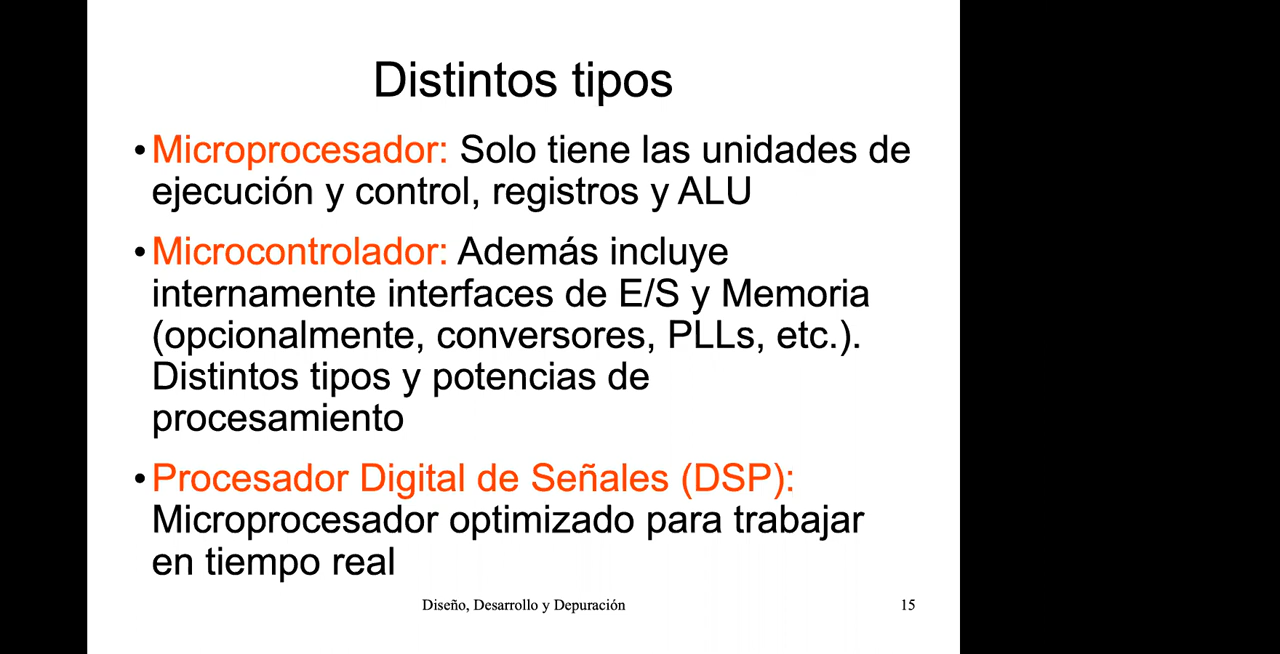 Distintos tipos
•Microprocesador: Solo tiene las unidades de
ejecución y control, registros y ALU
•Microcontrolador: Además incluye
internamente interfaces de E/S y Memoria
(opcionalmente, conversores, PLLs, etc.).
Distintos tipos y potencias de
procesamiento
•Procesador Digital de Señales (DSP):
Microprocesador optimizado para trabajar
en tiempo real
Diseño, Desarrollo y Depuración 15